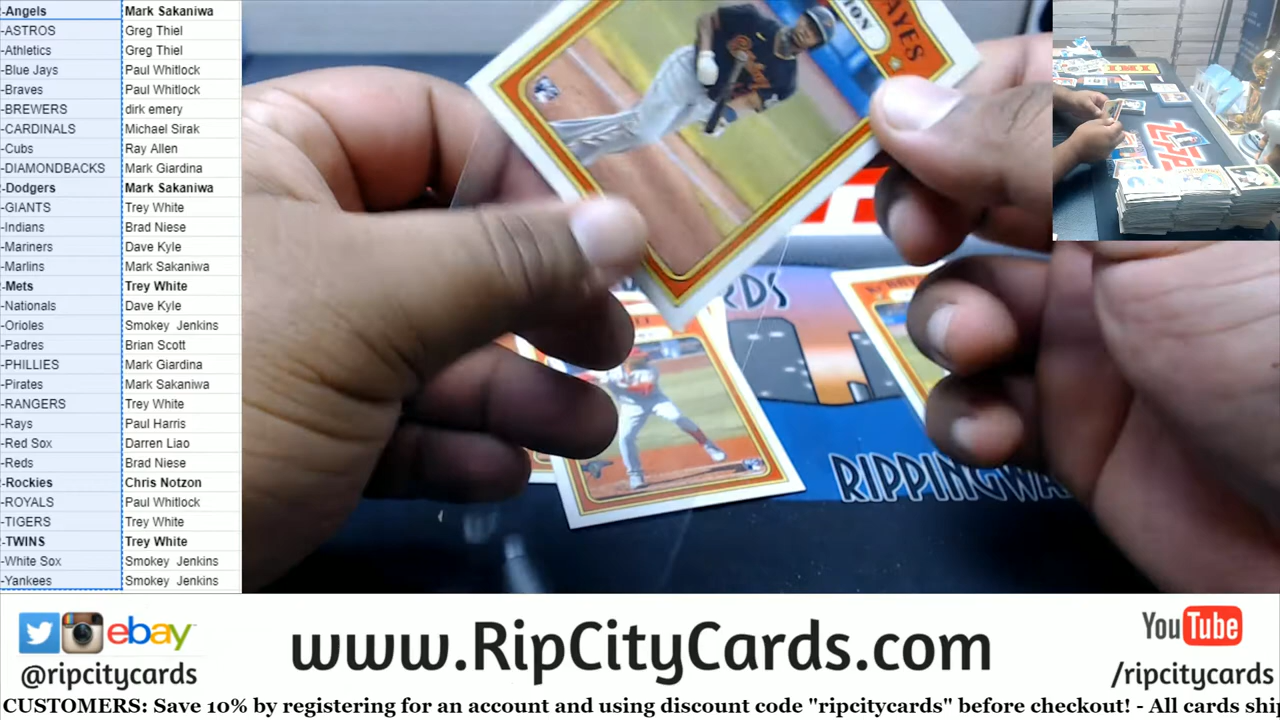 -Angels Mark Sakaniwa
-ASTROS Greg Thiel
-Athletics Greg Thiel
-Blue Jays Paul Whitlock
-Braves Paul Whitlock
-BREWERS dirk emery
-CARDINALS Michael Sirak
-Cubs Ray Allen
-DIAMONDBACKS Mark Giardina
-Dodgers Mark Sakaniwa
-GIANTS Trey White
-Indians Brad Niese
-Mariners Dave Kyle
-Marlins Mark Sakaniwa
-Mets Trey White
-Nationals Dave Kyle
-Orioles Smokey Jenkins
-Padres Brian Scott
-PHILLIES Mark Giardina
-Pirates Mark Sakaniwa
-RANGERS Trey White
-Rays Paul Harris
-Red Sox Darren Liao
-Reds Brad Niese
-Rockies Chris Notzon
-ROYALS Paul Whitlock
-TIGERS Trey White
-TWINS Trey White
-White Sox Smokey Jenkins
-Yankees Smokey Jenkins
AYES
ION
RDS
RIPPINGWA
ebay
@ripcitycards
www.RipCityCards.com
YouTube
/ripcitycards
CUSTOMERS: Save 10% by registering for an account and using discount code "ripcitycards" before checkout! - All cards ship